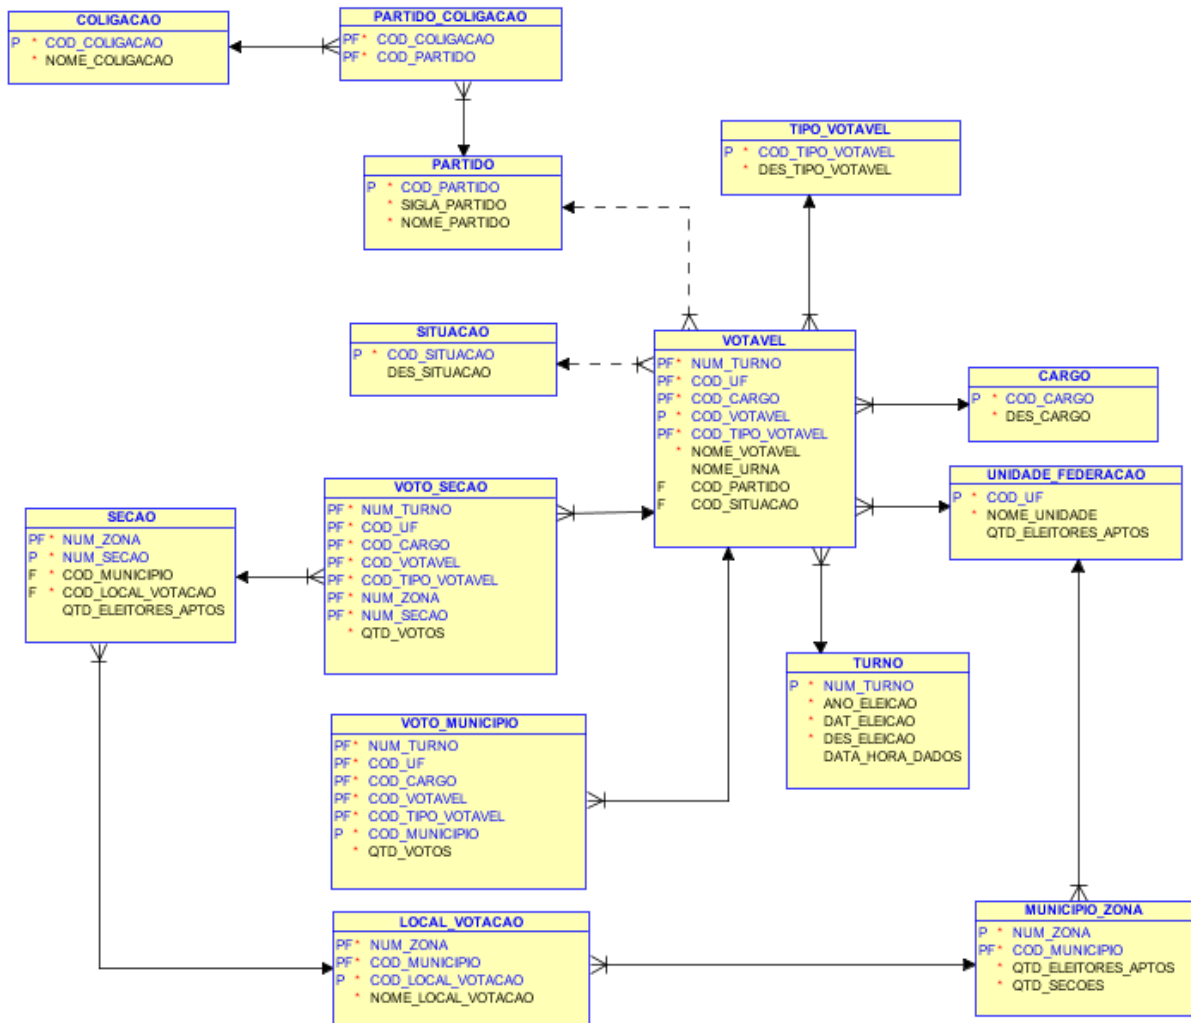 COLIGACAO
P * COD_COLIGACAO
* NOME_COLIGACAO
PARTIDO_COLIGACAO
PF* COD_COLIGACAO
PF* COD_PARTIDO
PARTIDO
P * COD_PARTIDO
* SIGLA_PARTIDO
* NOME_PARTIDO
TIPO_VOTAVEL
P * COD_TIPO_VOTAVEL
* DES_TIPO_VOTAVEL
SITUACAO
P * COD_SITUACAO
DES_SITUACAO
VOTAVEL
PF* NUM_TURNO
PF* COD_UF
PF* COD_CARGO
P * COD_VOTAVEL
PF* COD_TIPO_VOTAVEL
* NOME_VOTAVEL
NOME_URNA
F COD_PARTIDO
F COD_SITUACAO
CARGO
P * COD_CARGO
* DES_CARGO
UNIDADE_FEDERACAO
P * COD_UF
* NOME_UNIDADE
QTD_ELEITORES_APTOS
SECAO
PF* NUM_ZONA
P * NUM_SECAO
F * COD_MUNICIPIO
F * COD_LOCAL_VOTACAO
QTD_ELEITORES_APTOS
VOTO_SECAO
PF* NUM_TURNO
PF* COD_UF
PF* COD_CARGO
PF* COD_VOTAVEL
PF* COD_TIPO_VOTAVEL
PF* NUM_ZONA
PF* NUM_SECAO
* QTD_VOTOS
TURNO
P * NUM_TURNO
* ANO_ELEICAO
* DAT_ELEICAO
* DES_ELEICAO
DATA_HORA_DADOS
VOTO_MUNICIPIO
PF* NUM_TURNO
PF* COD_UF
PF* COD_CARGO
PF* COD_VOTAVEL
PF* COD_TIPO_VOTAVEL
P * COD_MUNICIPIO
* QTD_VOTOS
LOCAL_VOTACAO
PF* NUM_ZONA
PF* COD_MUNICIPIO
P * COD_LOCAL_VOTACAO
* NOME_LOCAL_VOTACAO
MUNICIPIO_ZONA
P * NUM_ZONA
PF* COD_MUNICIPIO
* QTD_ELEITORES_APTOS
* QTD_SECOES